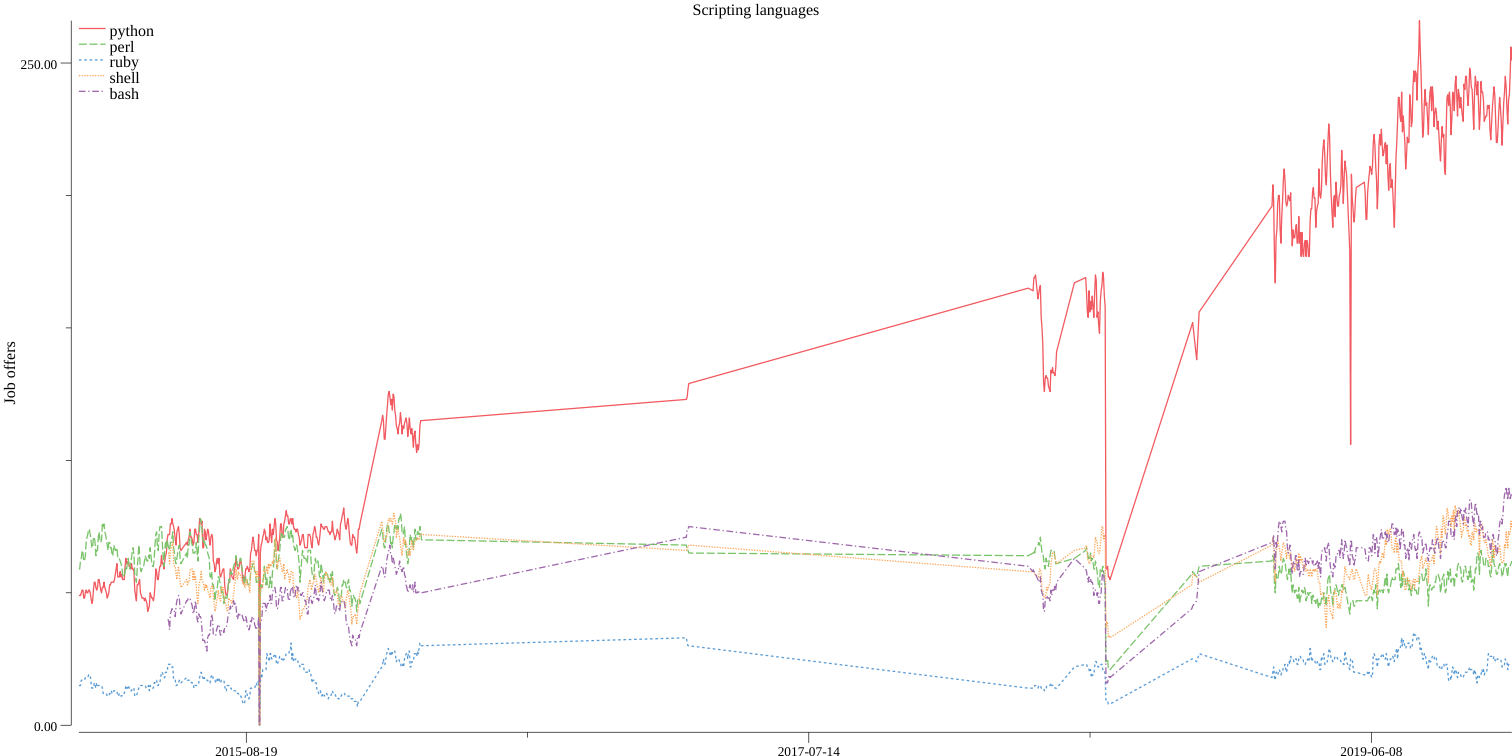 Scripting languages
python
perl
ruby
shell
bash
250.00
Job offers
0.00
2015-08-19
2017-07-14
2019-06-08